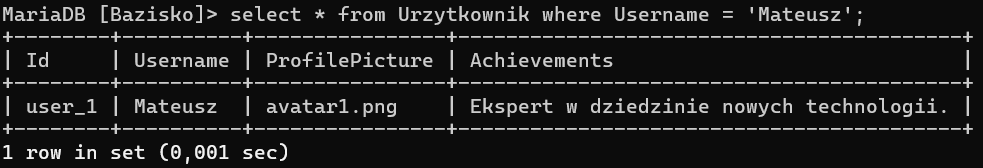 MariaDB [Bazisko]> select * from Urzytkownik where Username = 'Mateusz';
+--------+----------+----------------+------------------------------------------+
| Id     | Username | ProfilePicture | Achievements                             |
+--------+----------+----------------+------------------------------------------+
| user_1 | Mateusz  | avatar1.png    | Ekspert w dziedzinie nowych technologii. |
+--------+----------+----------------+------------------------------------------+
1 row in set (0,001 sec)